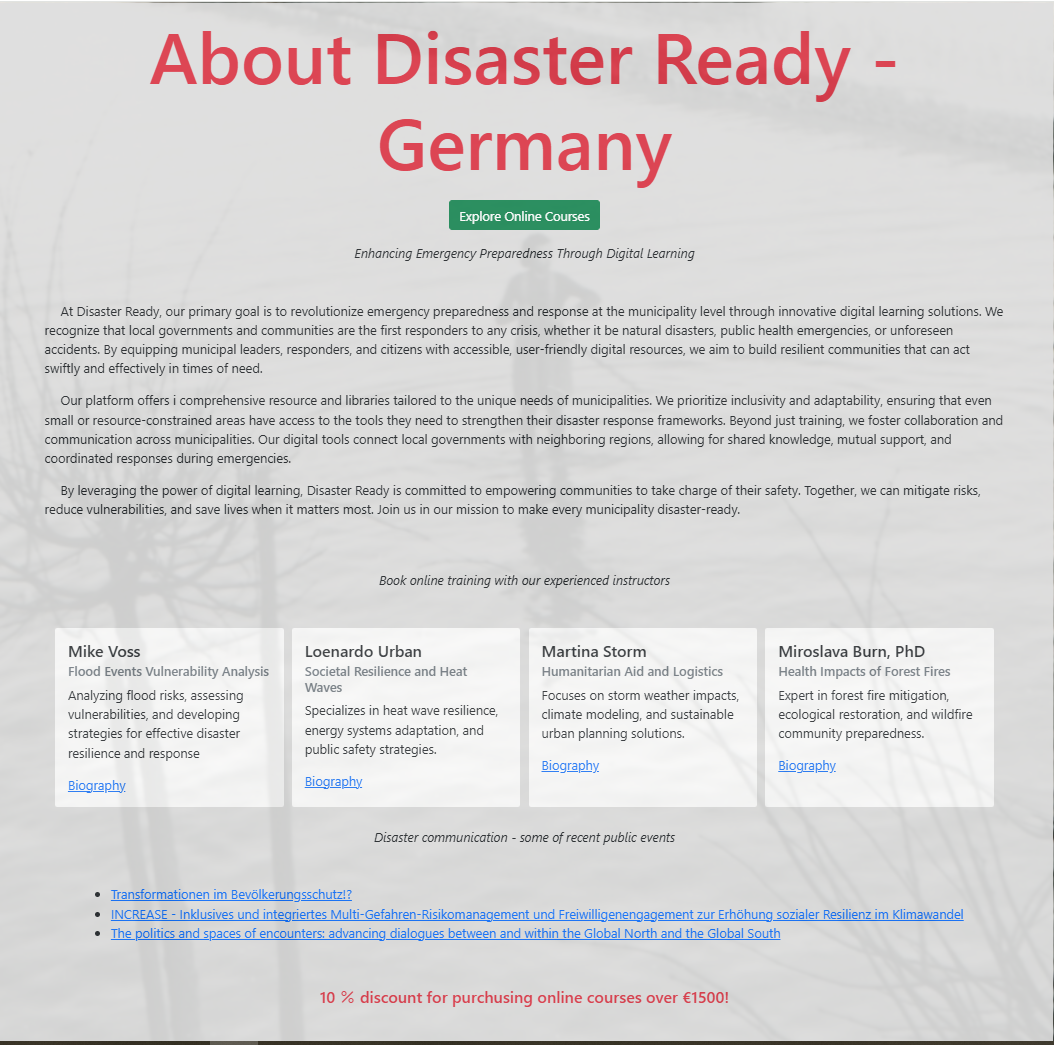 About Disaster Ready -
Germany
Explore Online Courses
Enhancing Emergency Preparedness Through Digital Learning
At Disaster Ready, our primary goal is to revolutionize emergency preparedness and response at the municipality level through innovative digital learning solutions. We
recognize that local governments and communities are the first responders to any crisis, whether it be natural disasters, public health emergencies, or unforeseen
accidents. By equipping municipal leaders, responders, and citizens with accessible, user-friendly digital resources, we aim to build resilient communities that can act
swiftly and effectively in times of need.
Our platform offers i comprehensive resource and libraries tailored to the unique needs of municipalities. We prioritize inclusivity and adaptability, ensuring that even
small or resource-constrained areas have access to the tools they need to strengthen their disaster response frameworks. Beyond just training, we foster collaboration and
communication across municipalities. Our digital tools connect local governments with neighboring regions, allowing for shared knowledge, mutual support, and
coordinated responses during emergencies.
By leveraging the power of digital learning, Disaster Ready is committed to empowering communities to take charge of their safety. Together, we can mitigate risks,
reduce vulnerabilities, and save lives when it matters most. Join us in our mission to make every municipality disaster-ready.
Book online training with our experienced instructors
Mike Voss
Flood Events Vulnerability Analysis
Analyzing flood risks, assessing
vulnerabilities, and developing
strategies for effective disaster
resilience and response
Biography
Loenardo Urban
Societal Resilience and Heat
Waves
Specializes in heat wave resilience,
energy systems adaptation, and
public safety strategies.
Biography
Martina Storm
Humanitarian Aid and Logistics
Focuses on storm weather impacts,
climate modeling, and sustainable
urban planning solutions.
Biography
Miroslava Burn, PhD
Health Impacts of Forest Fires
Expert in forest fire mitigation,
ecological restoration, and wildfire
community preparedness.
Biography
Disaster communication - some of recent public events
• Transformationen im Bevölkerungsschutz!?
• INCREASE - Inklusives und integriertes Multi-Gefahren-Risikomanagement und Freiwilligenengagement zur Erhöhung sozialer Resilienz im Klimawandel
• The politics and spaces of encounters: advancing dialogues between and within the Global North and the Global South
10 % discount for purchusing online courses over €1500!